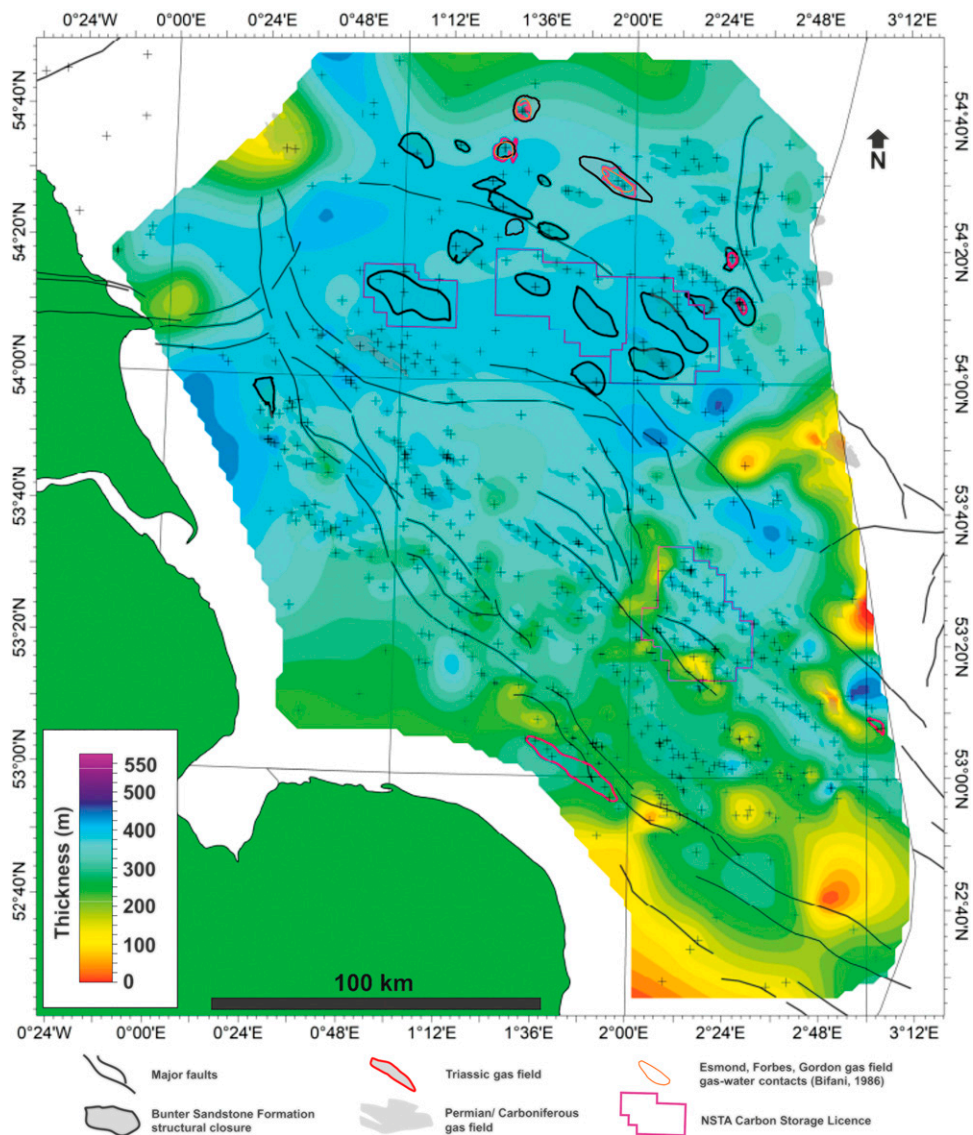 0°24'W 0°00'E 0°24'E 0°48'E 1°12'E 1°36'E 2°00'E 2°24'E 2°48'E 3°12'E
54°40'N 54°40'N
N
54°20'N 54°20'N
54°00'N 54°00'N
53°40'N 53°40'N
53°20'N 53°20'N
53°00'N 53°00'N
52°40'N 52°40'N
Thickness (m)
550
500
400
300
200
100
0
100 km
0°24'W 0°00'E 0°24'E 0°48'E 1°12'E 1°36'E 2°00'E 2°24'E 2°48'E 3°12'E
Major faults
Triassic gas field
Esmond, Forbes, Gordon gas field
gas-water contacts (Bifani, 1986)
Bunter Sandstone Formation
structural closure
Permian/ Carboniferous
gas field
NSTA Carbon Storage Licence